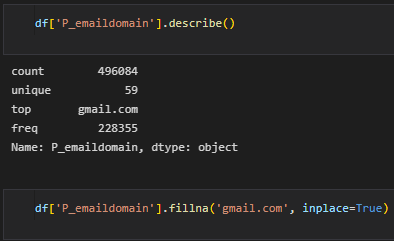 df['P_emaildomain'].describe()
count 496084
unique 59
top gmail.com
freq 228355
Name: P_emaildomain, dtype: object
df['P_emaildomain'].fillna('gmail.com', inplace=True)